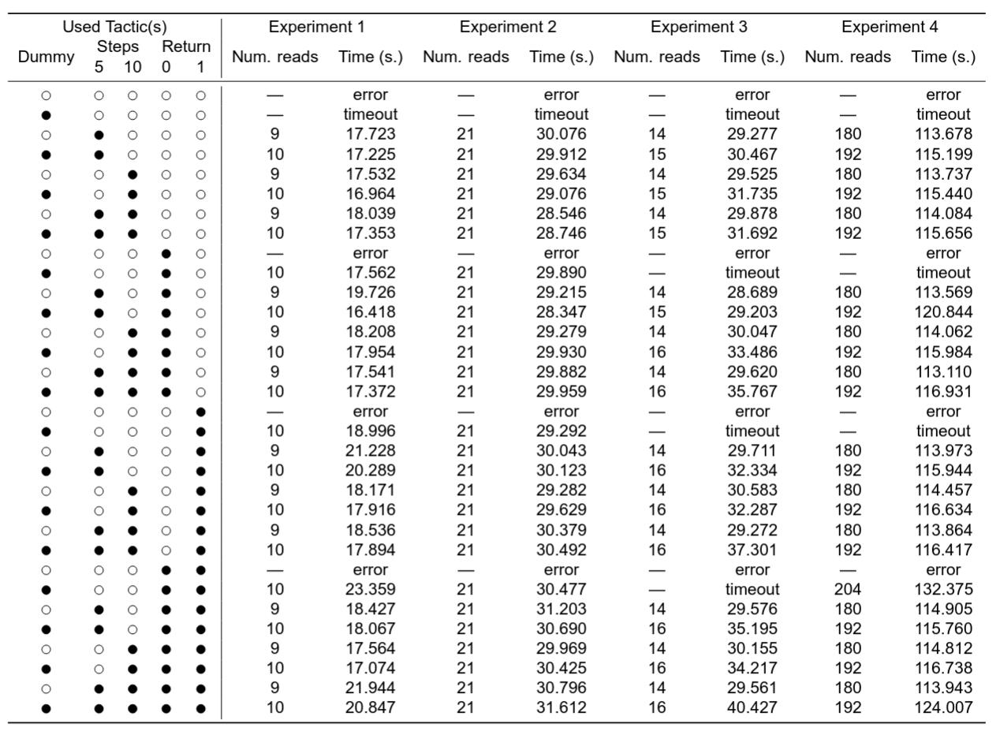 Used Tactic(s) Experiment 1 Experiment 2 Experiment 3 Experiment 4
Dummy Steps Return Num. reads Time (s.) Num. reads Time (s.) Num. reads Time (s.) Num. reads Time (s.)
5 10 0 1
○ ○ ○ ○ ○ — error — error — error — error
● ○ ○ ○ ○ — timeout — timeout — timeout — timeout
○ ● ○ ○ ○ 9 17.723 21 30.076 14 29.277 180 113.678
● ● ○ ○ ○ 10 17.225 21 29.912 15 30.467 192 115.199
○ ○ ● ○ ○ 9 17.532 21 29.634 14 29.525 180 113.737
● ○ ● ○ ○ 10 16.964 21 29.076 15 31.735 192 115.440
○ ● ● ○ ○ 9 18.039 21 28.546 14 29.878 180 114.084
● ● ● ○ ○ 10 17.353 21 28.746 15 31.692 192 115.656
○ ○ ○ ● ○ — error — error — error — error
● ○ ○ ● ○ 10 17.562 21 29.890 — timeout — timeout
○ ● ○ ● ○ 9 19.726 21 29.215 14 28.689 180 113.569
● ● ○ ● ○ 10 16.418 21 28.347 15 29.203 192 120.844
○ ○ ● ● ○ 9 18.208 21 29.279 14 30.047 180 114.062
● ○ ● ● ○ 10 17.954 21 29.930 16 33.486 192 115.984
○ ● ● ● ○ 9 17.541 21 29.882 14 29.620 180 113.110
● ● ● ● ○ 10 17.372 21 29.959 16 35.767 192 116.931
○ ○ ○ ○ ● — error — error — error — error
● ○ ○ ○ ● 10 18.996 21 29.292 — timeout — timeout
○ ● ○ ○ ● 9 21.228 21 30.043 14 29.711 180 113.973
● ● ○ ○ ● 10 20.289 21 30.123 16 32.334 192 115.944
○ ○ ● ○ ● 9 18.171 21 29.282 14 30.583 180 114.457
● ○ ● ○ ● 10 17.916 21 29.629 16 32.287 192 116.634
○ ● ● ○ ● 9 18.536 21 30.379 14 29.272 180 113.864
● ● ● ○ ● 10 17.894 21 30.492 16 37.301 192 116.417
○ ○ ○ ● ● — error — error — error — error
● ○ ○ ● ● 10 23.359 21 30.477 — timeout 204 132.375
○ ● ○ ● ● 9 18.427 21 31.203 14 29.576 180 114.905
● ● ○ ● ● 10 18.067 21 30.690 16 35.195 192 115.760
○ ○ ● ● ● 9 17.564 21 29.969 14 30.155 180 114.812
● ○ ● ● ● 10 17.074 21 30.425 16 34.217 192 116.738
○ ● ● ● ● 9 21.944 21 30.796 14 29.561 180 113.943
● ● ● ● ● 10 20.847 21 31.612 16 40.427 192 124.007